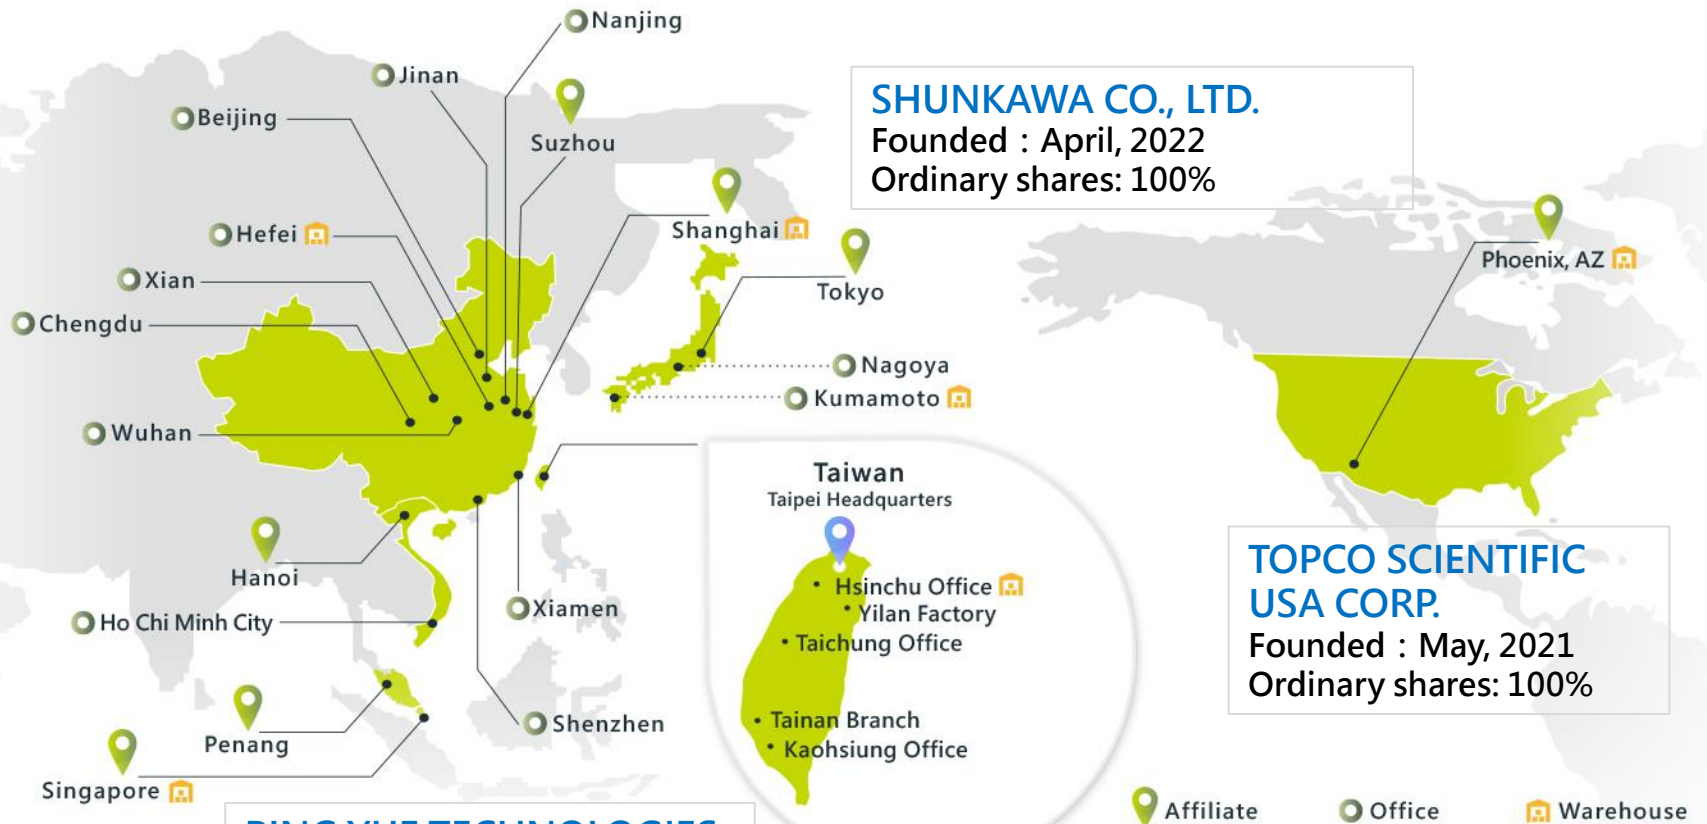 Nanjing
Jinan
Beijing
Suzhou
SHUNKAWA CO., LTD.
Founded：April, 2022
Ordinary shares: 100%
Hefei
Shanghai
Phoenix, AZ
Xian
Tokyo
Chengdu
Nagoya
Kumamoto
Wuhan
Taiwan
Taipei Headquarters
Hanoi
Hsinchu Office
Yilan Factory
Taichung Office
Tainan Branch
Kaohsiung Office
Ho Chi Minh City
Xiamen
TOPCO SCIENTIFIC
USA CORP.
Founded：May, 2021
Ordinary shares: 100%
Penang
Shenzhen
Singapore
TECHNOLOGIES
Affiliate
Office
Warehouse